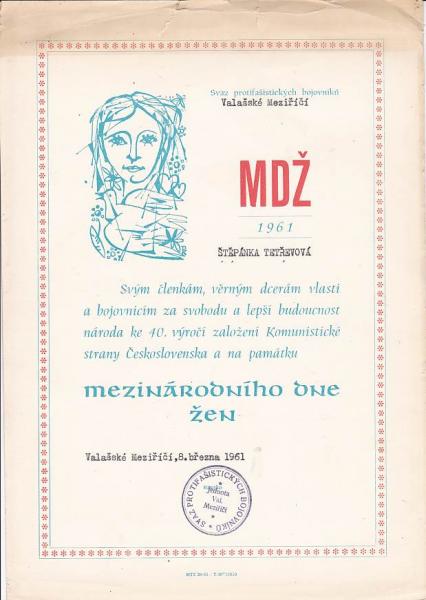 Svaz protifašistických bojovníků
Valašské Meziříčí
MDŽ
1961
ŠTĚPÁNKA TETŘEVOVÁ
Svým členkám, věrným dcerám vlasti
a bojovnicím za svobodu a lepší budoucnost
národa ke 40. výročí založení Komunistické
strany Československa a na památku
MEZINÁRODNÍHO DNE
ŽEN
Valašské Meziříčí,8.března 1961
SVAZ PROTIFAŠISTICKÝCH BOJOVNÍKŮ
Jednota
Val.
Meziříčí